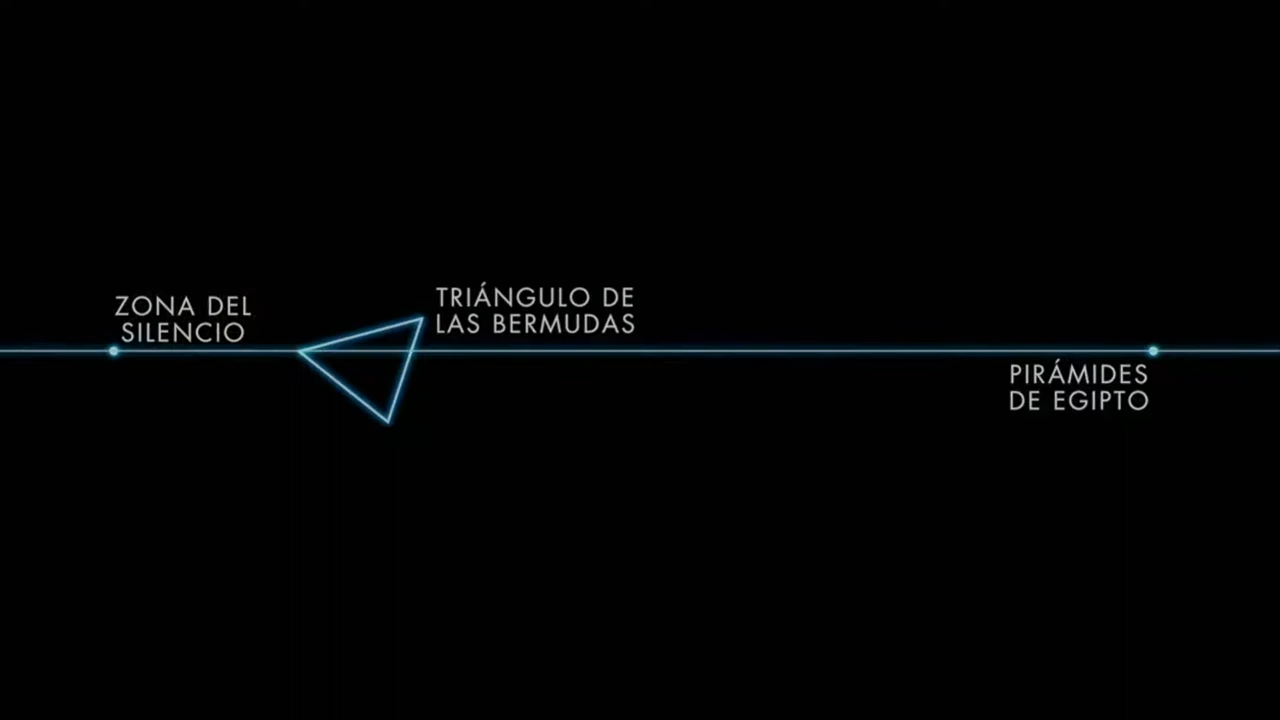 ZONA DEL
SILENCIO
TRIÁNGULO DE
LAS BERMUDAS
PIRÁMIDES
DE EGIPTO